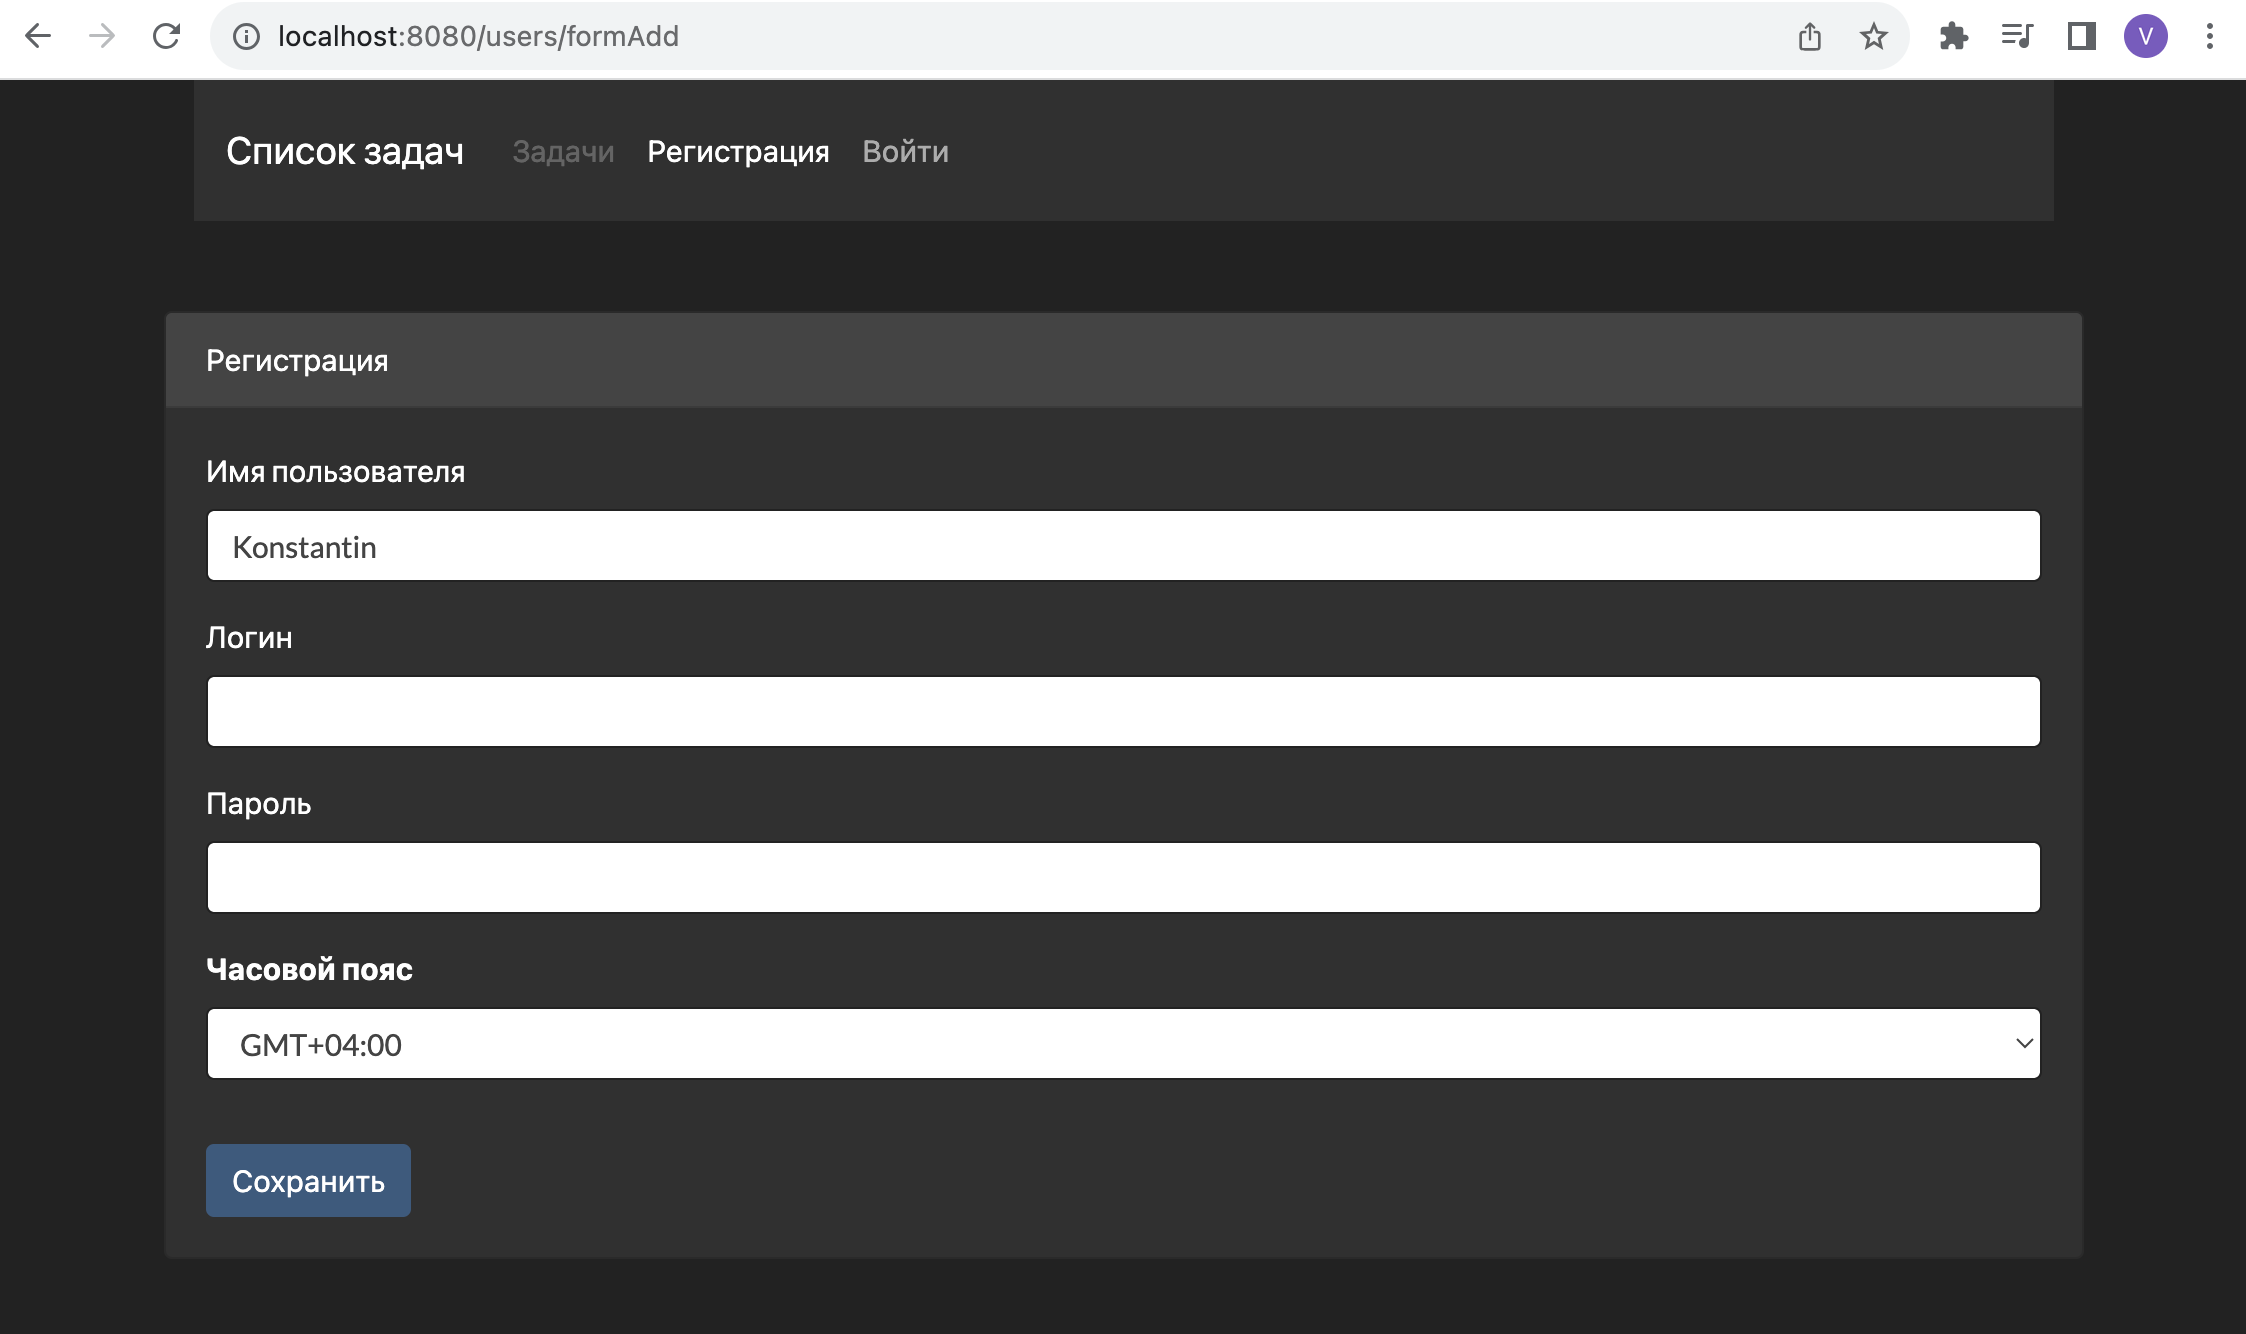 localhost:8080/users/formAdd
V
Список задач Задачи Регистрация Войти
Регистрация
Имя пользователя
Konstantin
Логин
Пароль
Часовой пояс
GMT+04:00
Сохранить